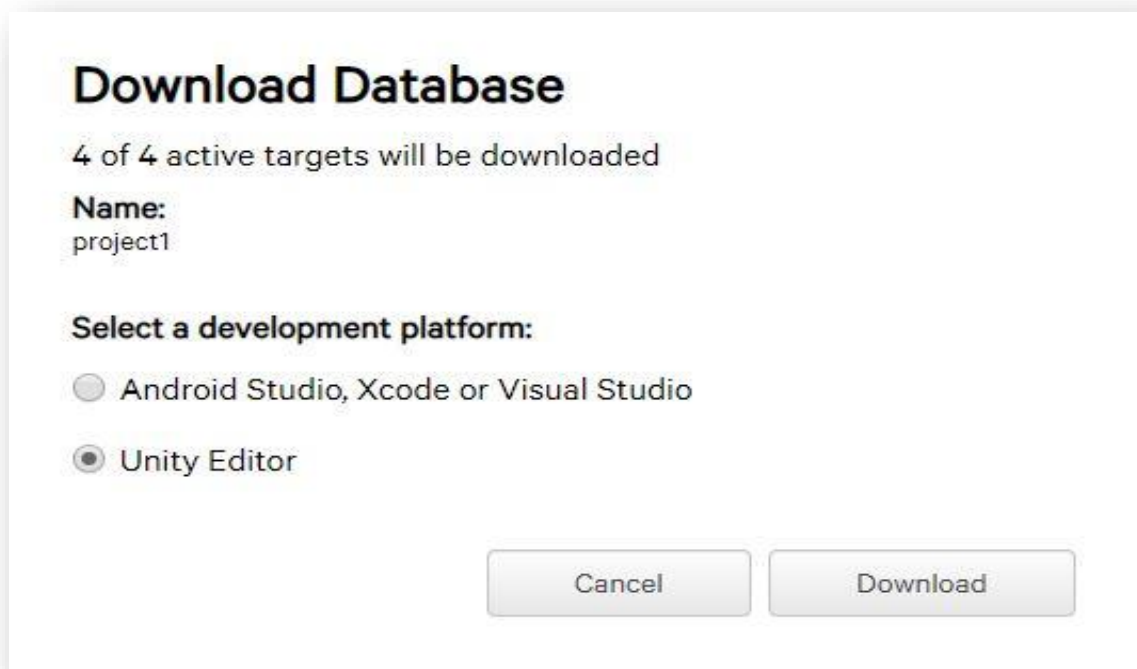 Download Database
4 of 4 active targets will be downloaded
Name:
project1
Select a development platform:
Android Studio, Xcode or Visual Studio
Unity Editor
Cancel
Download